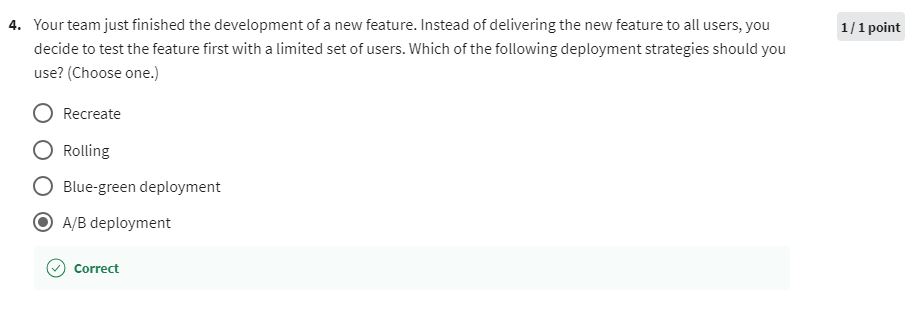 4. Your team just finished the development of a new feature. Instead of delivering the new feature to all users, you
1 / 1 point
decide to test the feature first with a limited set of users. Which of the following deployment strategies should you
use? (Choose one.)
Recreate
Rolling
Blue-green deployment
A/B deployment
Correct